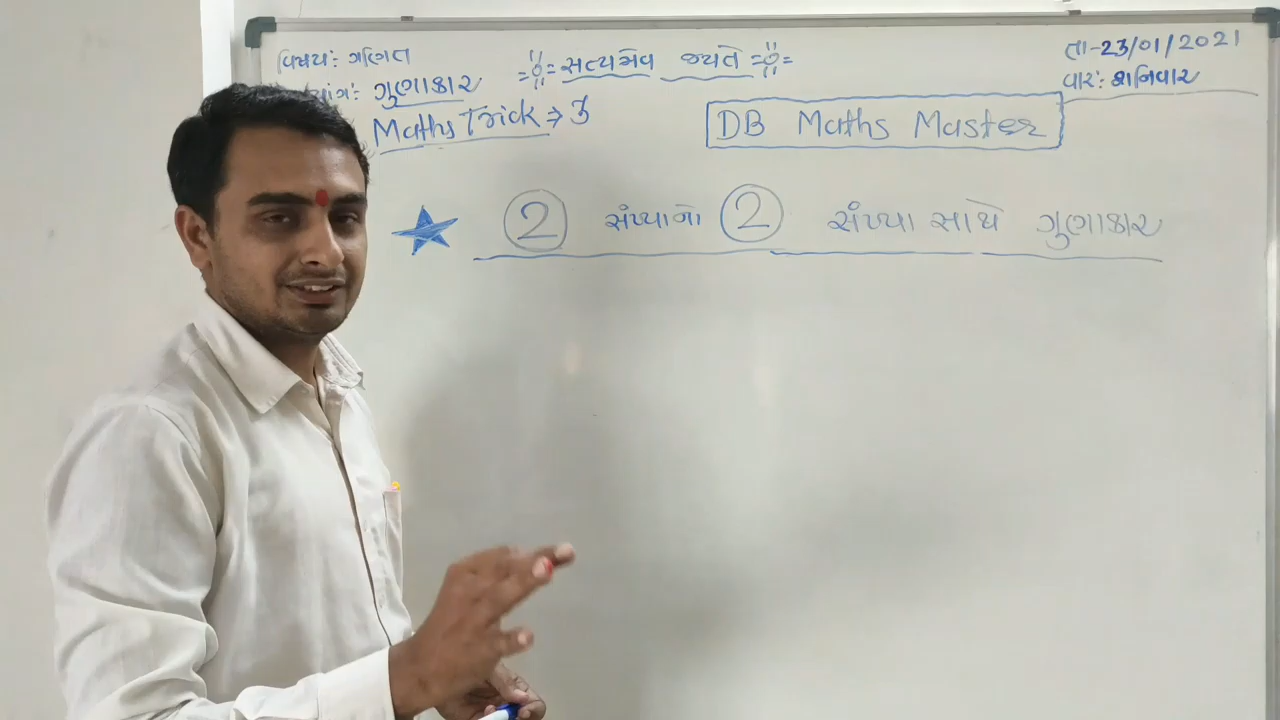 વિષય: ગણિત
=ૢ= સત્યમેવ જયતે =ૢ=
તા-23/01/2021
ગુણાકાર
વાર: શનિવાર
Maths Trick ⇒ 3
DB Maths Master
★ 2 સંખ્યાનો 2 સંખ્યા સાથે ગુણાકાર